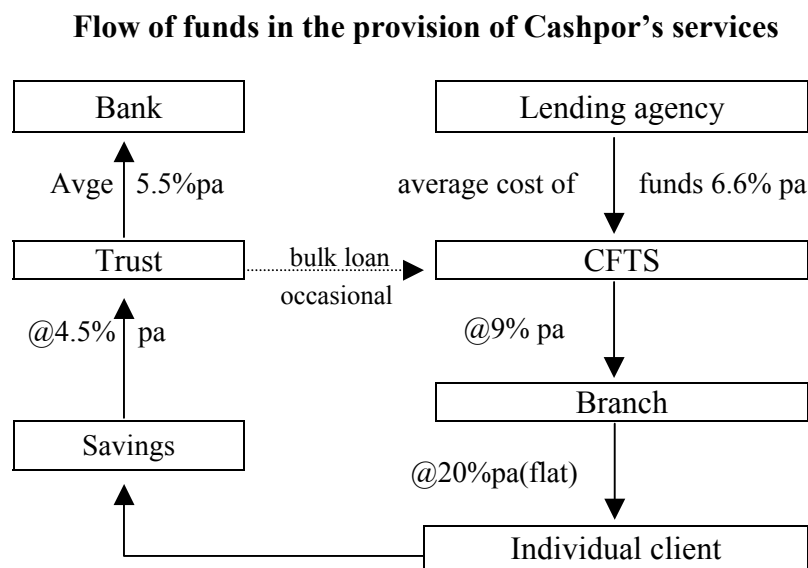 Flow of funds in the provision of Cashpor’s services
Bank
Lending agency
Avge 5.5%pa
average cost of funds 6.6% pa
Trust
bulk loan
occasional
CFTS
@4.5% pa
@9% pa
Branch
Savings
@20%pa(flat)
Individual client